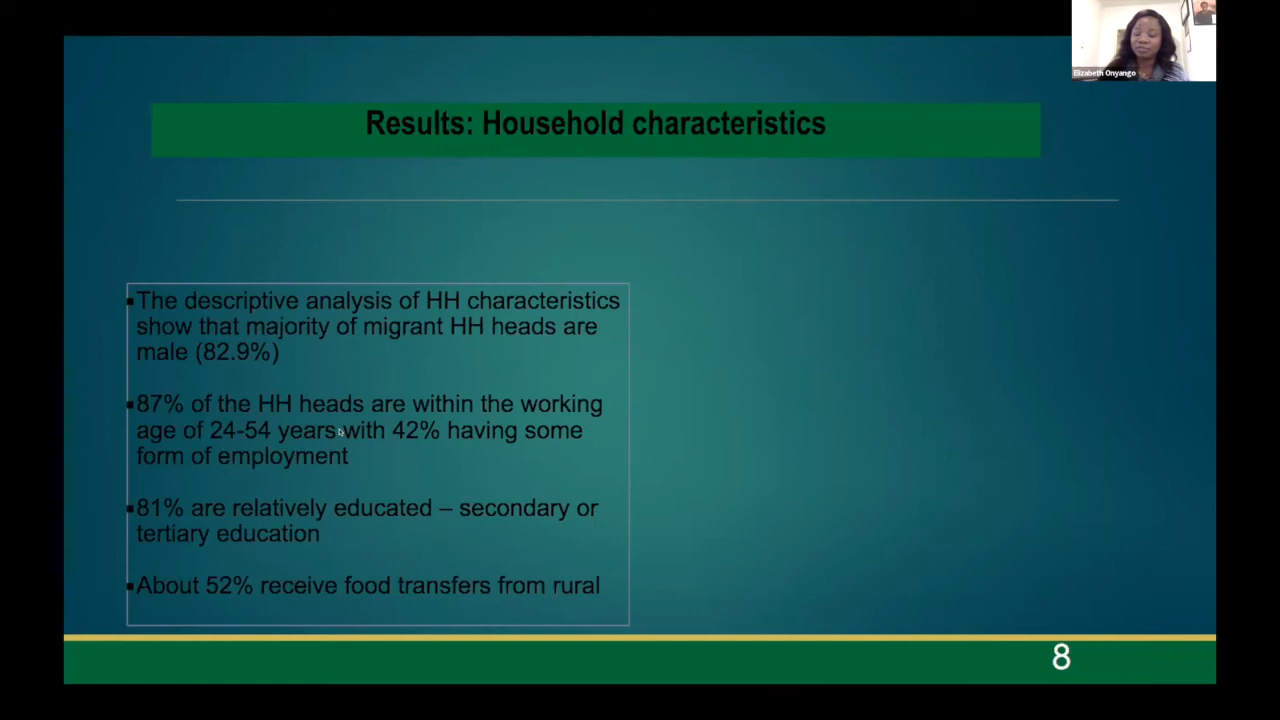 Elizabeth Onyango
Results: Household characteristics
▪The descriptive analysis of HH characteristics
show that majority of migrant HH heads are
male (82.9%)
▪87% of the HH heads are within the working
age of 24-54 years with 42% having some
form of employment
▪81% are relatively educated – secondary or
tertiary education
▪About 52% receive food transfers from rural
8